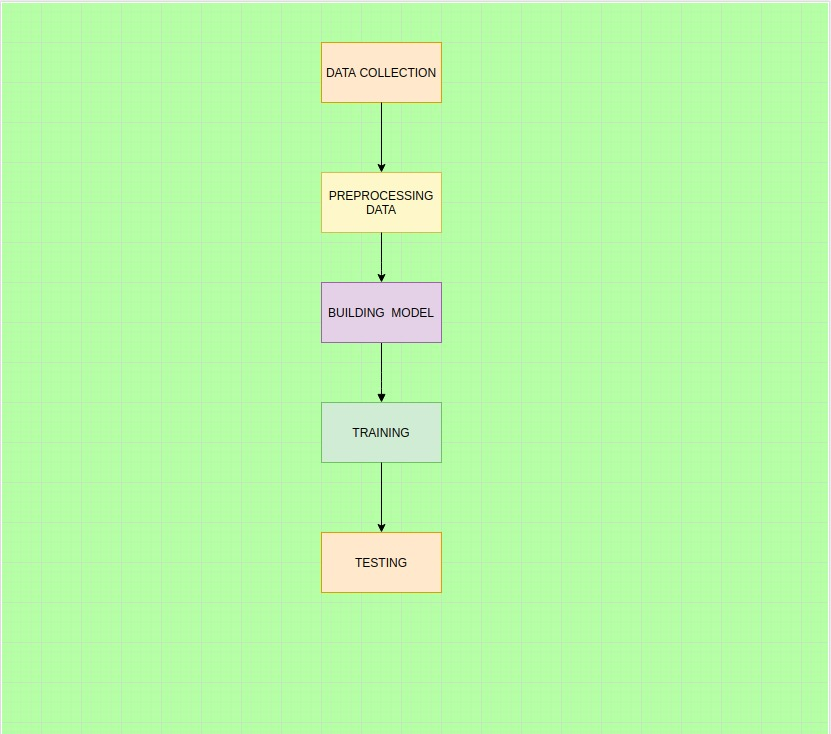 DATA COLLECTION
PREPROCESSING
DATA
BUILDING  MODEL
TRAINING
TESTING